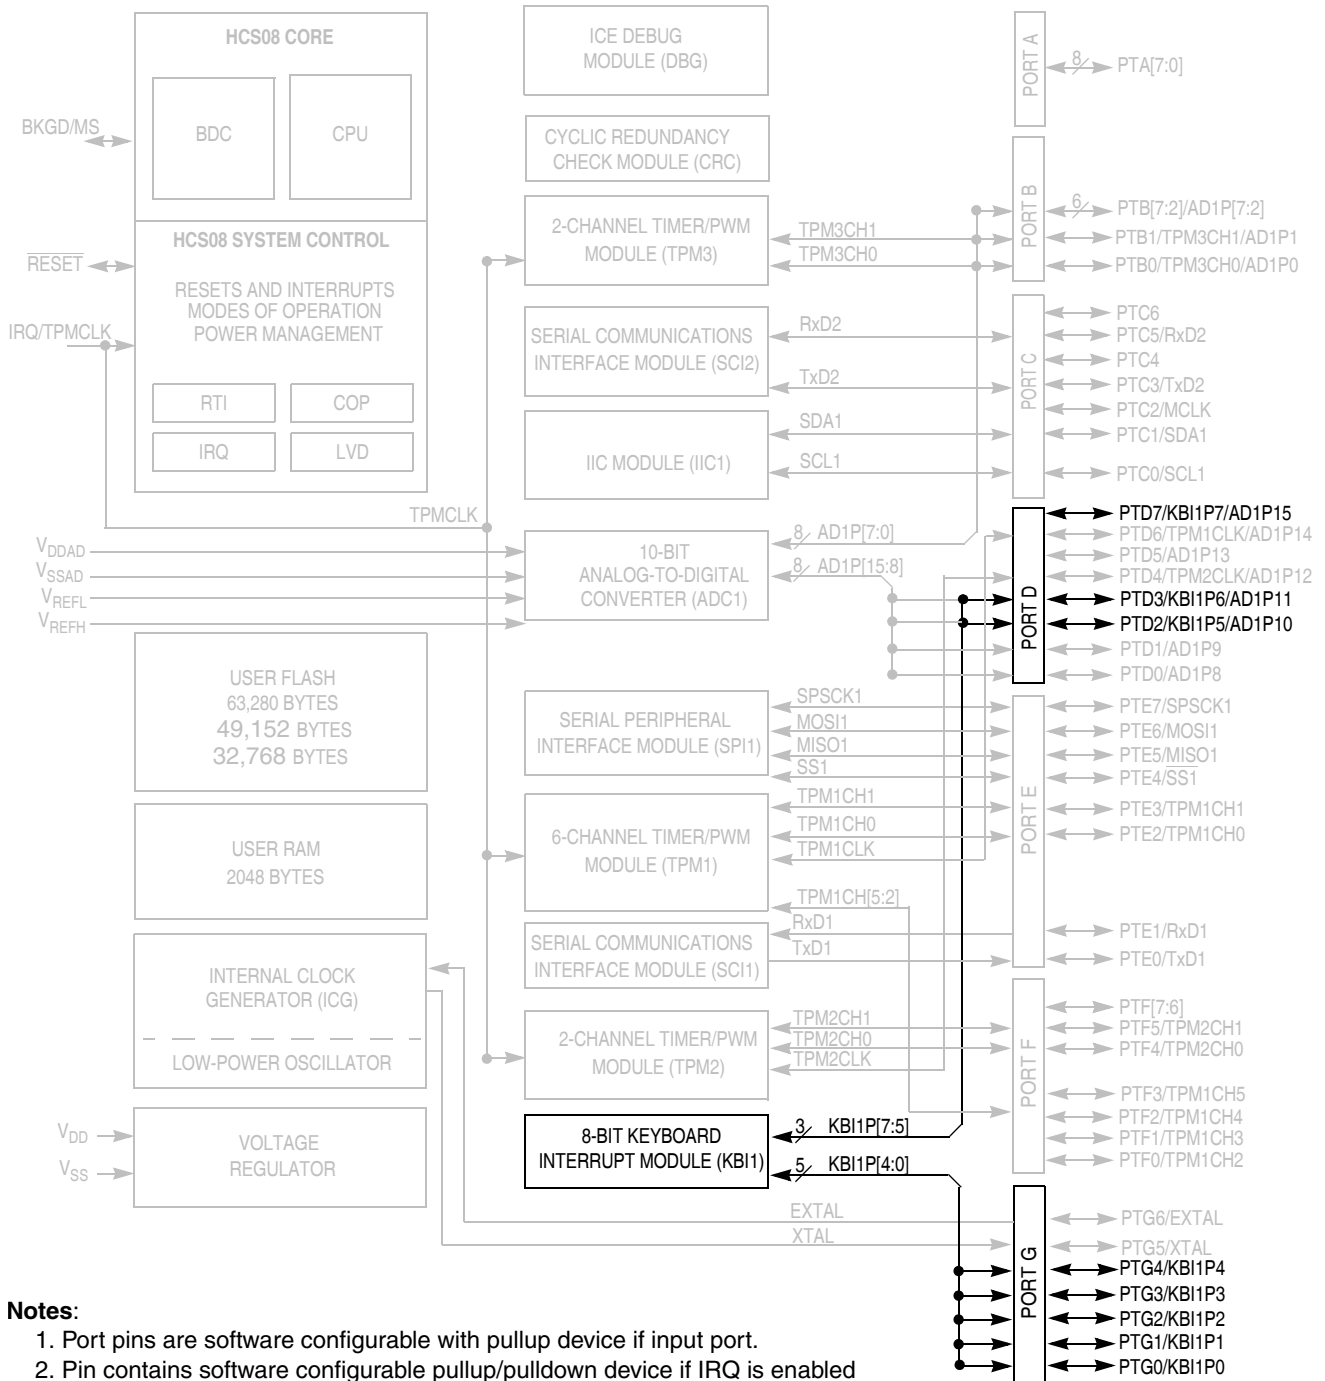 HCS08 CORE
BDC
CPU
BKGD/MS
HCS08 SYSTEM CONTROL
RESET
RESETS AND INTERRUPTS
MODES OF OPERATION
POWER MANAGEMENT
IRQ/TPMCLK
RTI
COP
IRQ
LVD
TPMCLK
VDDAD
VSSAD
VREFL
VREFH
USER FLASH
63,280 BYTES
49,152 BYTES
32,768 BYTES
USER RAM
2048 BYTES
INTERNAL CLOCK
GENERATOR (ICG)
LOW-POWER OSCILLATOR
VDD
VSS
VOLTAGE
REGULATOR
ICE DEBUG
MODULE (DBG)
CYCLIC REDUNDANCY
CHECK MODULE (CRC)
2-CHANNEL TIMER/PWM
MODULE (TPM3)
TPM3CH1
TPM3CH0
SERIAL COMMUNICATIONS
INTERFACE MODULE (SCI2)
RxD2
TxD2
IIC MODULE (IIC1)
SDA1
SCL1
10-BIT
ANALOG-TO-DIGITAL
CONVERTER (ADC1)
8 AD1P[7:0]
8 AD1P[15:8]
SERIAL PERIPHERAL
INTERFACE MODULE (SPI1)
SPSCK1
MOSI1
MISO1
SS1
6-CHANNEL TIMER/PWM
MODULE (TPM1)
TPM1CH1
TPM1CH0
TPM1CLK
TPM1CH[5:2]
SERIAL COMMUNICATIONS
INTERFACE MODULE (SCI1)
RxD1
TxD1
2-CHANNEL TIMER/PWM
MODULE (TPM2)
TPM2CH1
TPM2CH0
TPM2CLK
8-BIT KEYBOARD
INTERRUPT MODULE (KBI1)
3 KBI1P[7:5]
5 KBI1P[4:0]
EXTAL
XTAL
PORT A
8 PTA[7:0]
PORT B
6 PTB[7:2]/AD1P[7:2]
PTB1/TPM3CH1/AD1P1
PTB0/TPM3CH0/AD1P0
PORT C
PTC6
PTC5/RxD2
PTC4
PTC3/TxD2
PTC2/MCLK
PTC1/SDA1
PTC0/SCL1
PORT D
PTD7/KBI1P7/AD1P15
PTD6/TPM1CLK/AD1P14
PTD5/AD1P13
PTD4/TPM2CLK/AD1P12
PTD3/KBI1P6/AD1P11
PTD2/KBI1P5/AD1P10
PTD1/AD1P9
PTD0/AD1P8
PORT E
PTE7/SPSCK1
PTE6/MOSI1
PTE5/MISO1
PTE4/SS1
PTE3/TPM1CH1
PTE2/TPM1CH0
PTE1/RxD1
PTE0/TxD1
PORT F
PTF[7:6]
PTF5/TPM2CH1
PTF4/TPM2CH0
PTF3/TPM1CH5
PTF2/TPM1CH4
PTF1/TPM1CH3
PTF0/TPM1CH2
PORT G
PTG6/EXTAL
PTG5/XTAL
PTG4/KBI1P4
PTG3/KBI1P3
PTG2/KBI1P2
PTG1/KBI1P1
PTG0/KBI1P0
Notes:
1. Port pins are software configurable with pullup device if input port.
2. Pin contains software configurable pullup/pulldown device if IRQ is enabled